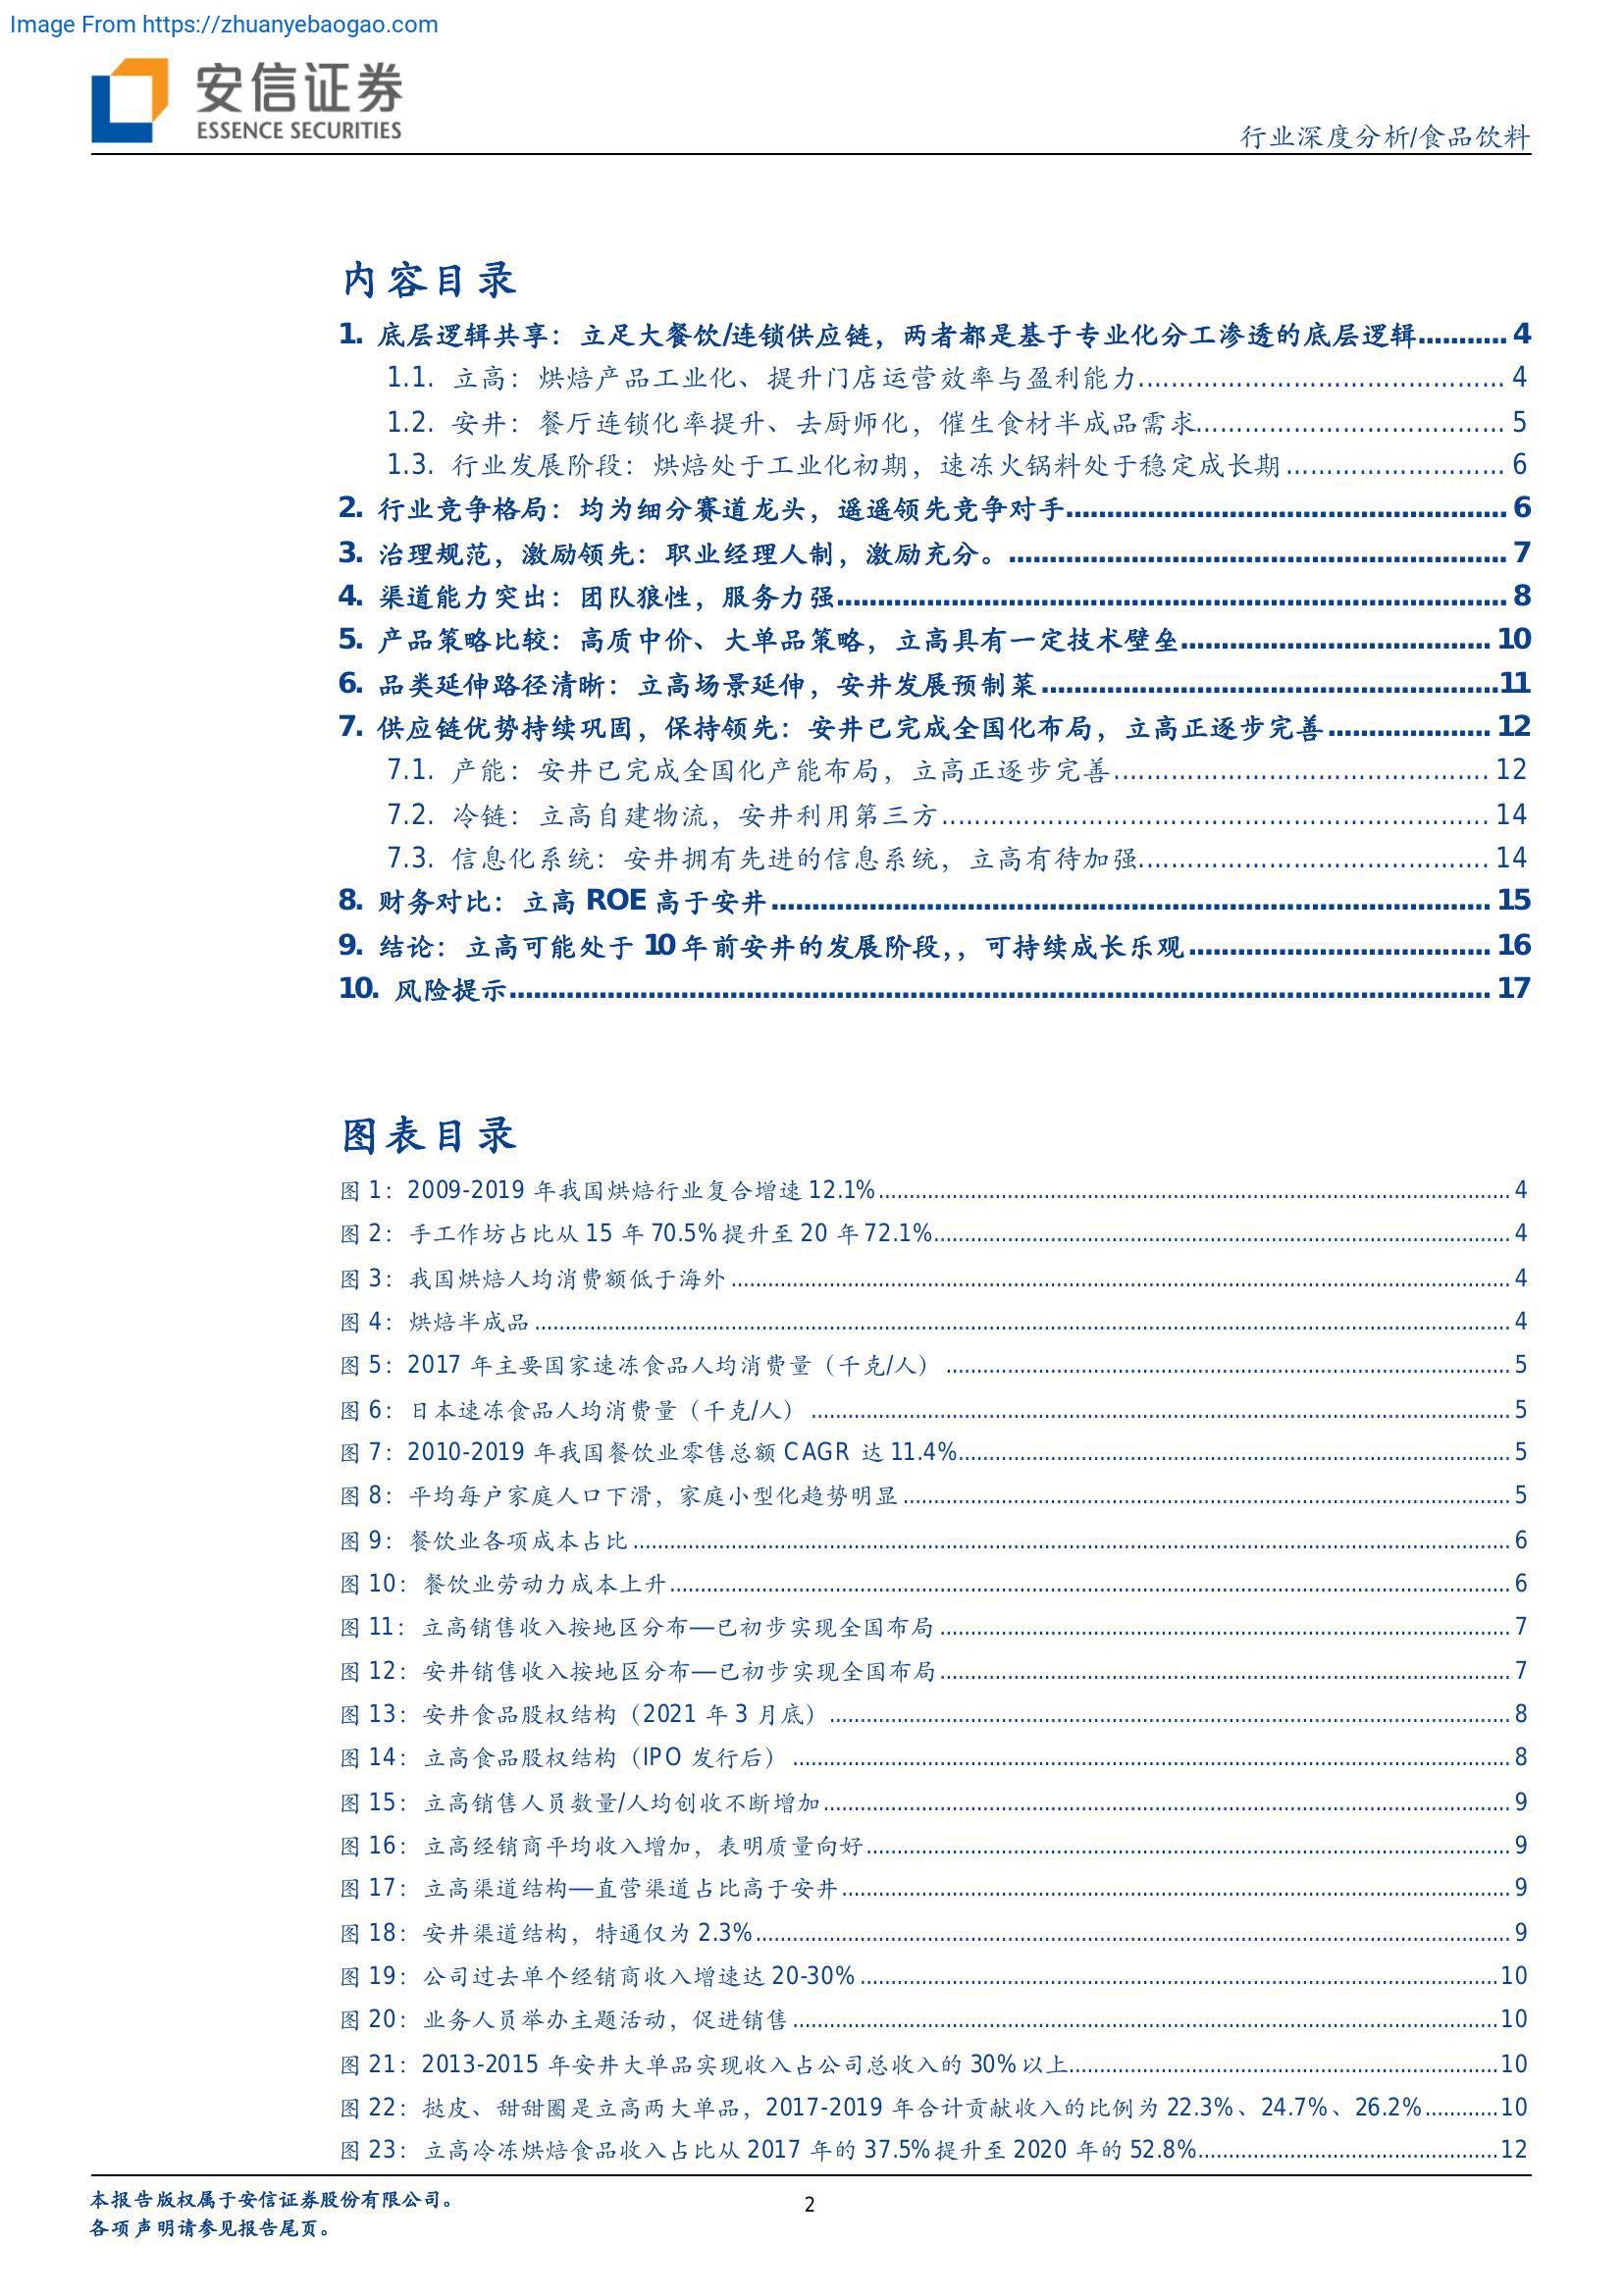 Image From https://zhuanyebaogao.com
安信证券
ESSENCE SECURITIES
行业深度分析/食品饮料
内容目录
1. 底层逻辑共享：立足大餐饮/连锁供应链，两者都是基于专业化分工渗透的底层逻辑........... 4
1.1. 立高：烘焙产品工业化、提升门店运营效率与盈利能力....................................... 4
1.2. 安井：餐厅连锁化率提升、去厨师化，催生食材半成品需求................................. 5
1.3. 行业发展阶段：烘焙处于工业化初期，速冻火锅料处于稳定成长期....................... 6
2. 行业竞争格局：均为细分赛道龙头，遥遥领先竞争对手...................................................... 6
3. 治理规范，激励领先：职业经理人制，激励充分。............................................................. 7
4. 渠道能力突出：团队狼性，服务力强.................................................................................. 8
5. 产品策略比较：高质中价、大单品策略，立高具有一定技术壁垒...................................... 10
6. 品类延伸路径清晰：立高场景延伸，安井发展预制菜........................................................11
7. 供应链优势持续巩固，保持领先：安井已完成全国化布局，立高正逐步完善.................... 12
7.1. 产能：安井已完成全国化产能布局，立高正逐步完善........................................ 12
7.2. 冷链：立高自建物流，安井利用第三方.......................................................... 14
7.3. 信息化系统：安井拥有先进的信息系统，立高有待加强..................................... 14
8. 财务对比：立高 ROE 高于安井........................................................................................ 15
9. 结论：立高可能处于 10 年前安井的发展阶段，，可持续成长乐观..................................... 16
10. 风险提示........................................................................................................................ 17
图表目录
图 1：2009-2019 年我国烘焙行业复合增速 12.1%........................................................................ 4
图 2：手工作坊占比从 15 年 70.5%提升至 20 年 72.1%................................................................. 4
图 3：我国烘焙人均消费额低于海外.......................................................................................... 4
图 4：烘焙半成品................................................................................................................ 4
图 5：2017 年主要国家速冻食品人均消费量（千克/人）................................................................ 5
图 6：日本速冻食品人均消费量（千克/人）................................................................................ 5
图 7：2010-2019 年我国餐饮业零售总额 CAGR 达 11.4%.............................................................. 5
图 8：平均每户家庭人口下滑，家庭小型化趋势明显..................................................................... 5
图 9：餐饮业各项成本占比..................................................................................................... 6
图 10：餐饮业劳动力成本上升................................................................................................. 6
图 11：立高销售收入按地区分布—已初步实现全国布局................................................................ 7
图 12：安井销售收入按地区分布—已初步实现全国布局................................................................ 7
图 13：安井食品股权结构（2021 年 3 月底）.............................................................................. 8
图 14：立高食品股权结构（IPO 发行后）.................................................................................. 8
图 15：立高销售人员数量/人均创收不断增加.............................................................................. 9
图 16：立高经销商平均收入增加，表明质量向好.......................................................................... 9
图 17：立高渠道结构—直营渠道占比高于安井............................................................................ 9
图 18：安井渠道结构，特通仅为 2.3%....................................................................................... 9
图 19：公司过去单个经销商收入增速达 20-30%.........................................................................10
图 20：业务人员举办主题活动，促进销售..................................................................................10
图 21：2013-2015 年安井大单品实现收入占公司总收入的 30%以上................................................10
图 22：挞皮、甜甜圈是立高两大单品，2017-2019 年合计贡献收入的比例为 22.3%、24.7%、26.2%............10
图 23：立高冷冻烘焙食品收入占比从 2017 年的 37.5%提升至 2020 年的 52.8%.................................12
本报告版权属于安信证券股份有限公司。
各项声明请参见报告尾页。
2